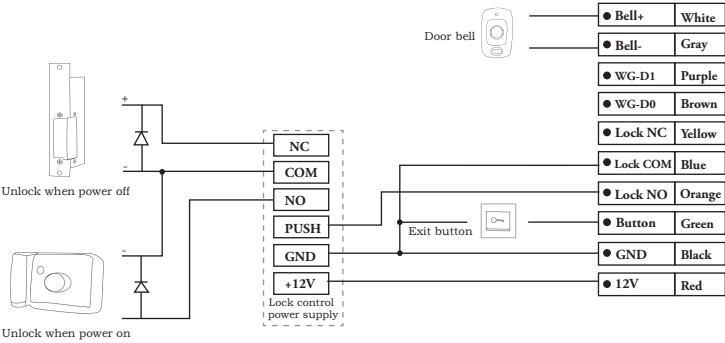 Bell+ White
Door bell
Bell- Gray
WG-D1 Purple
WG-D0 Brown
+
Lock NC Yellow
NC
Lock COM Blue
-
COM
Unlock when power off
Lock NO Orange
NO
PUSH
Exit button
Button Green
-
GND
GND Black
+12V
12V Red
Lock control
power supply
Unlock when power on